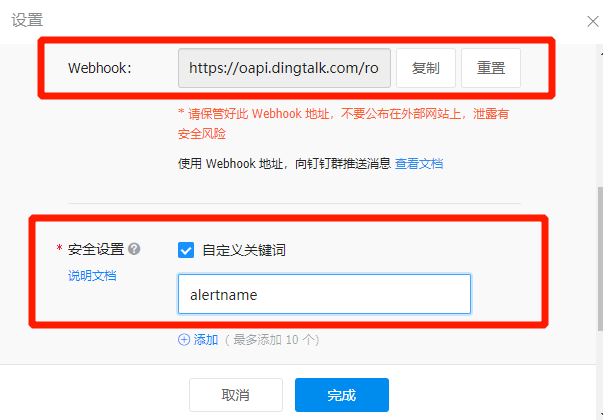 设置
Webhook: https://oapi.dingtalk.com/ro 复制 重置
* 请保管好此 Webhook 地址，不要公布在外部网站上，泄露有
安全风险
使用 Webhook 地址，向钉钉群推送消息 查看文档
* 安全设置 自定义关键词
说明文档
alertname
添加 ( 最多添加 10 个)
取消 完成